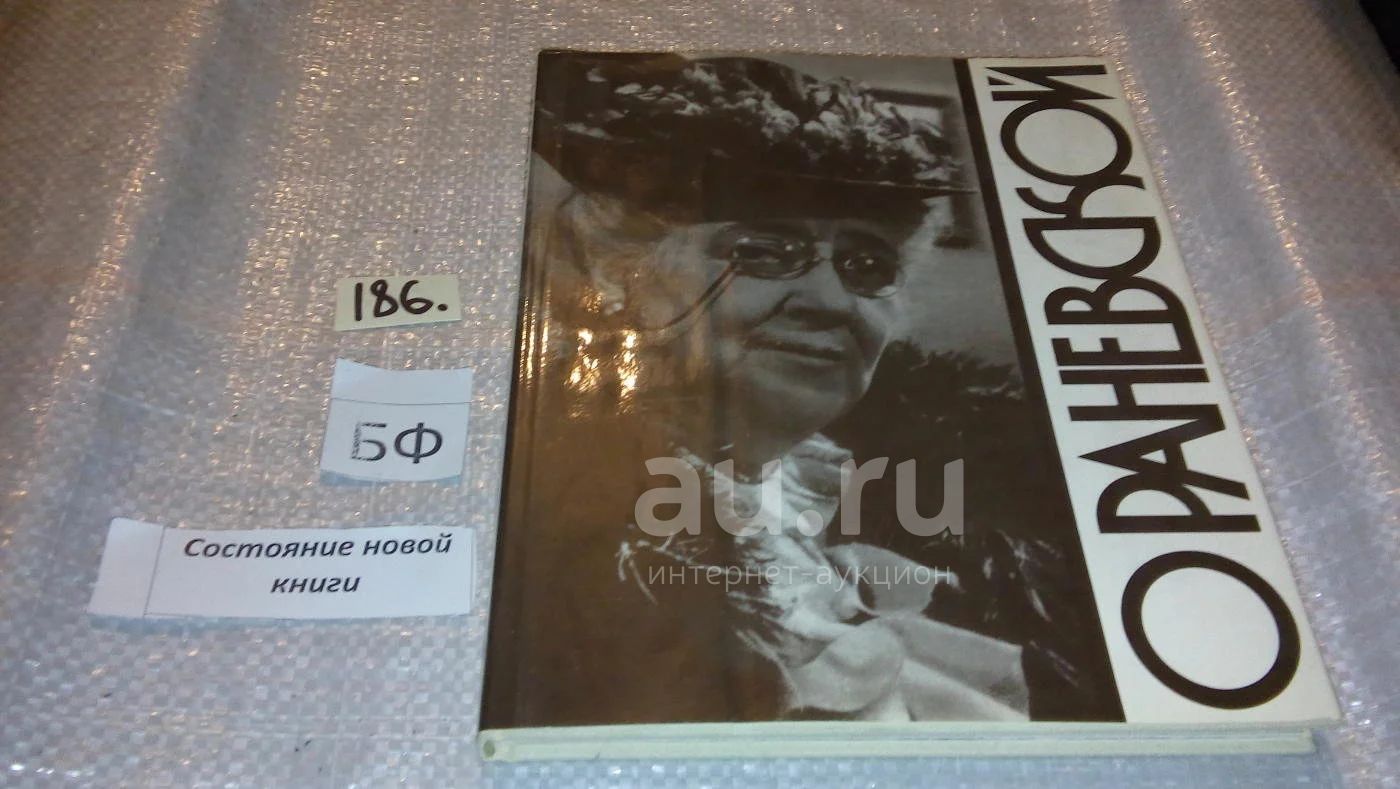 186.
БФ
Состояние новой
книги
О РАНЕВСКОЙ
au.ru
интернет-аукцион